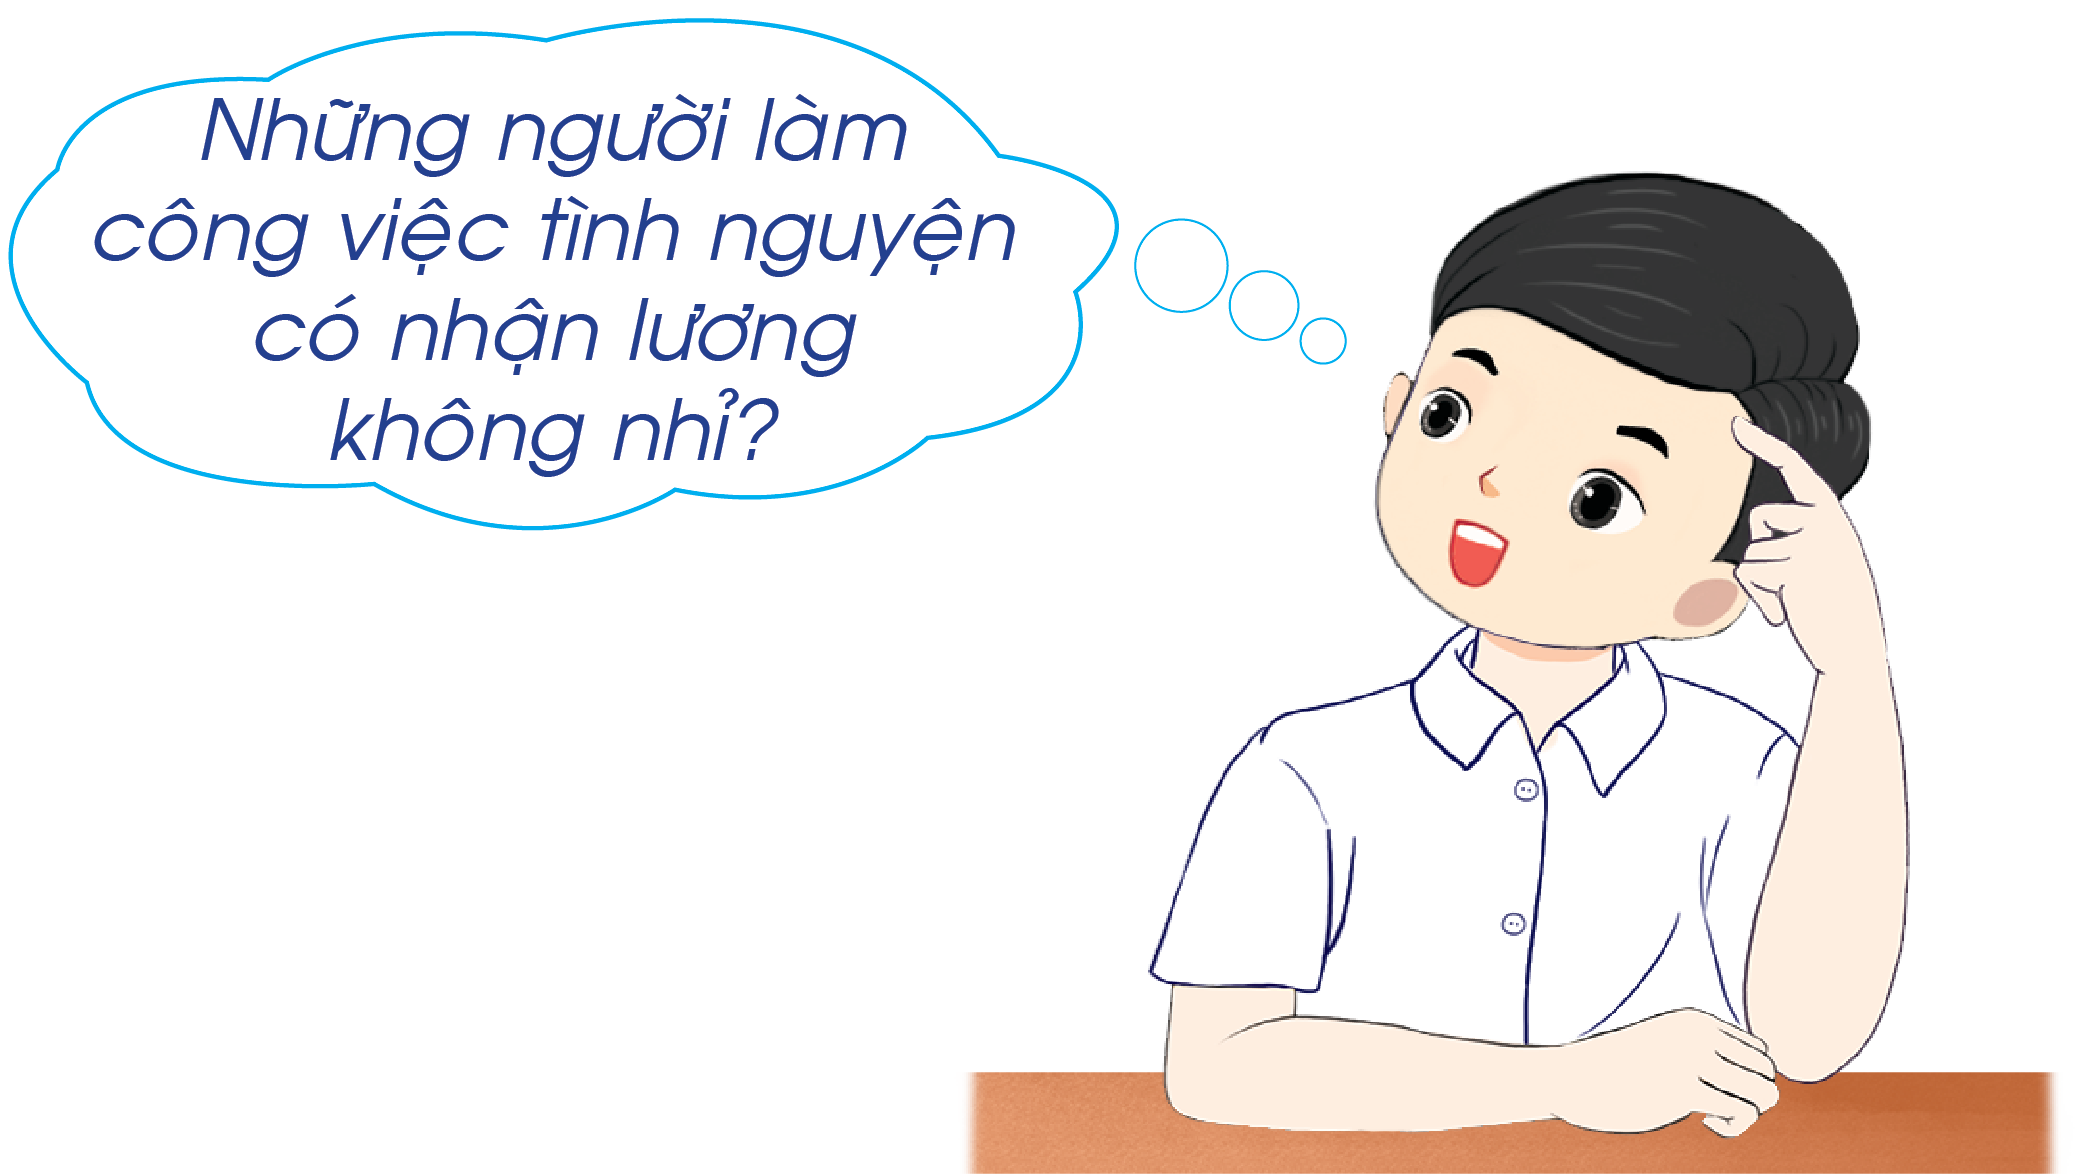 Những người làm
công việc tình nguyện
có nhận lương
không nhỉ?